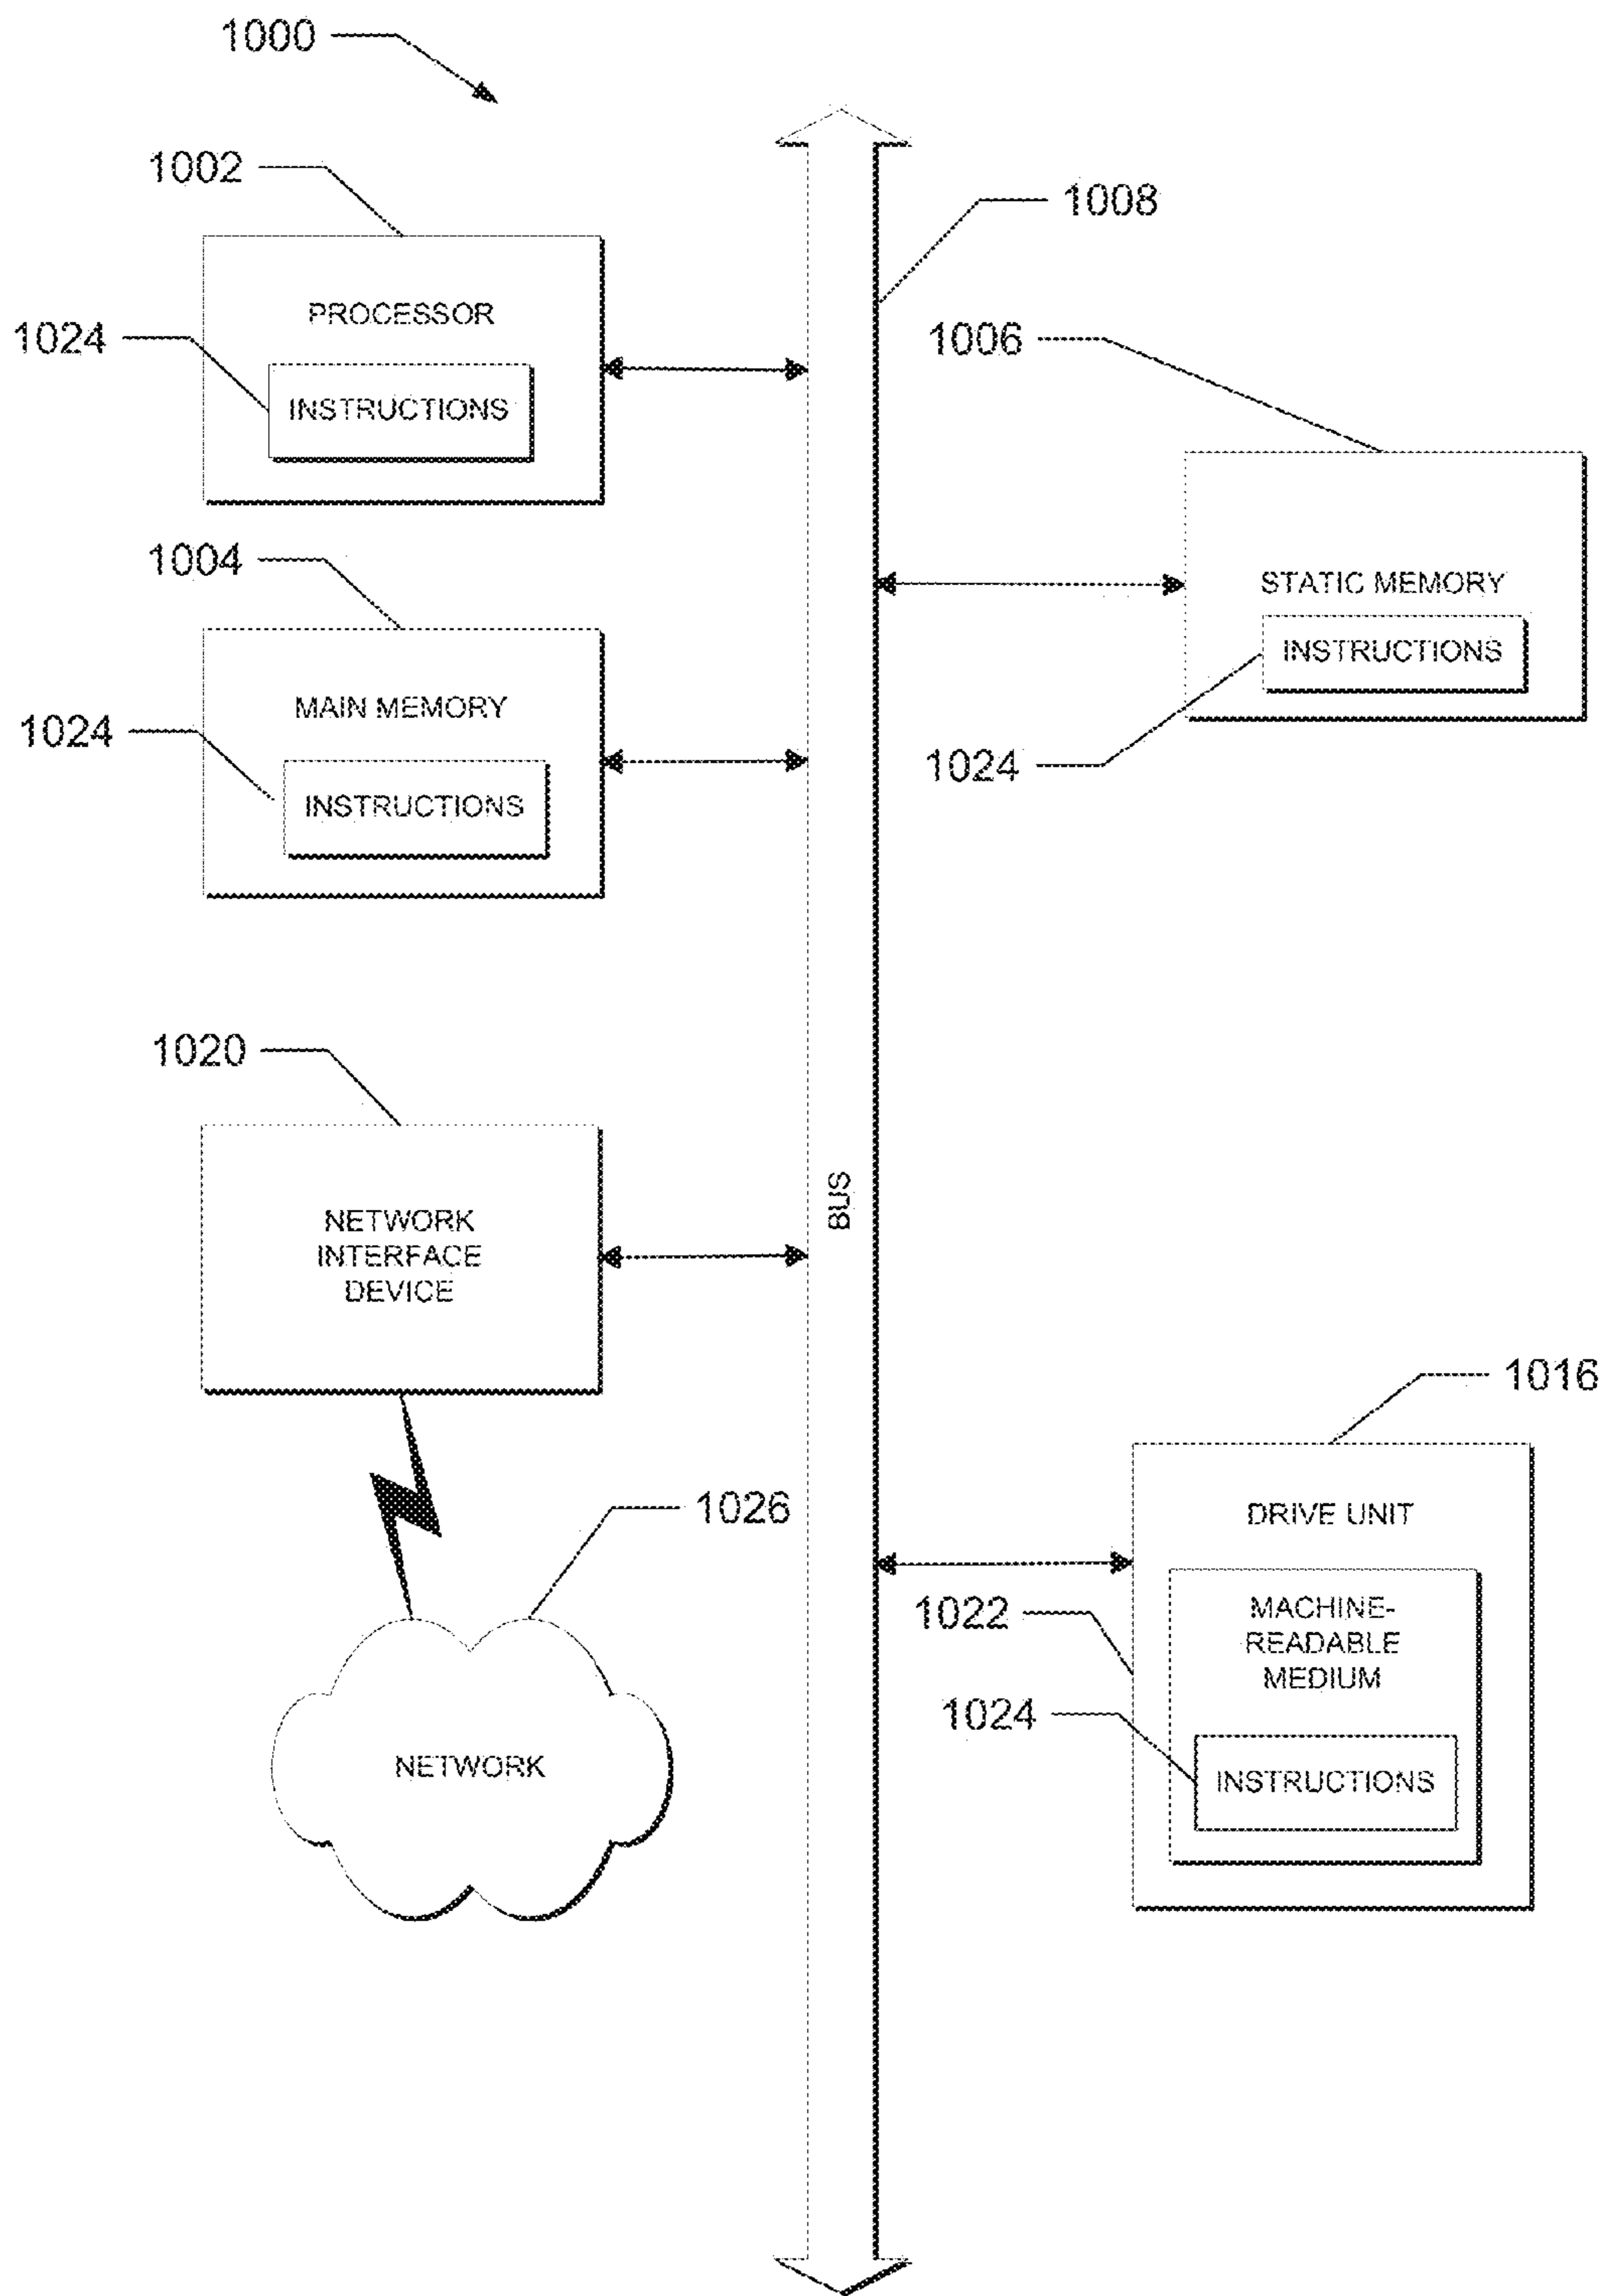 1000
1002
1008
PROCESSOR
1024
INSTRUCTIONS
1006
1004
STATIC MEMORY
INSTRUCTIONS
MAIN MEMORY
1024
1024
INSTRUCTIONS
1020
BUS
NETWORK
INTERFACE
DEVICE
1016
1026
DRIVE UNIT
1022
MACHINE-
READABLE
MEDIUM
1024
NETWORK
INSTRUCTIONS